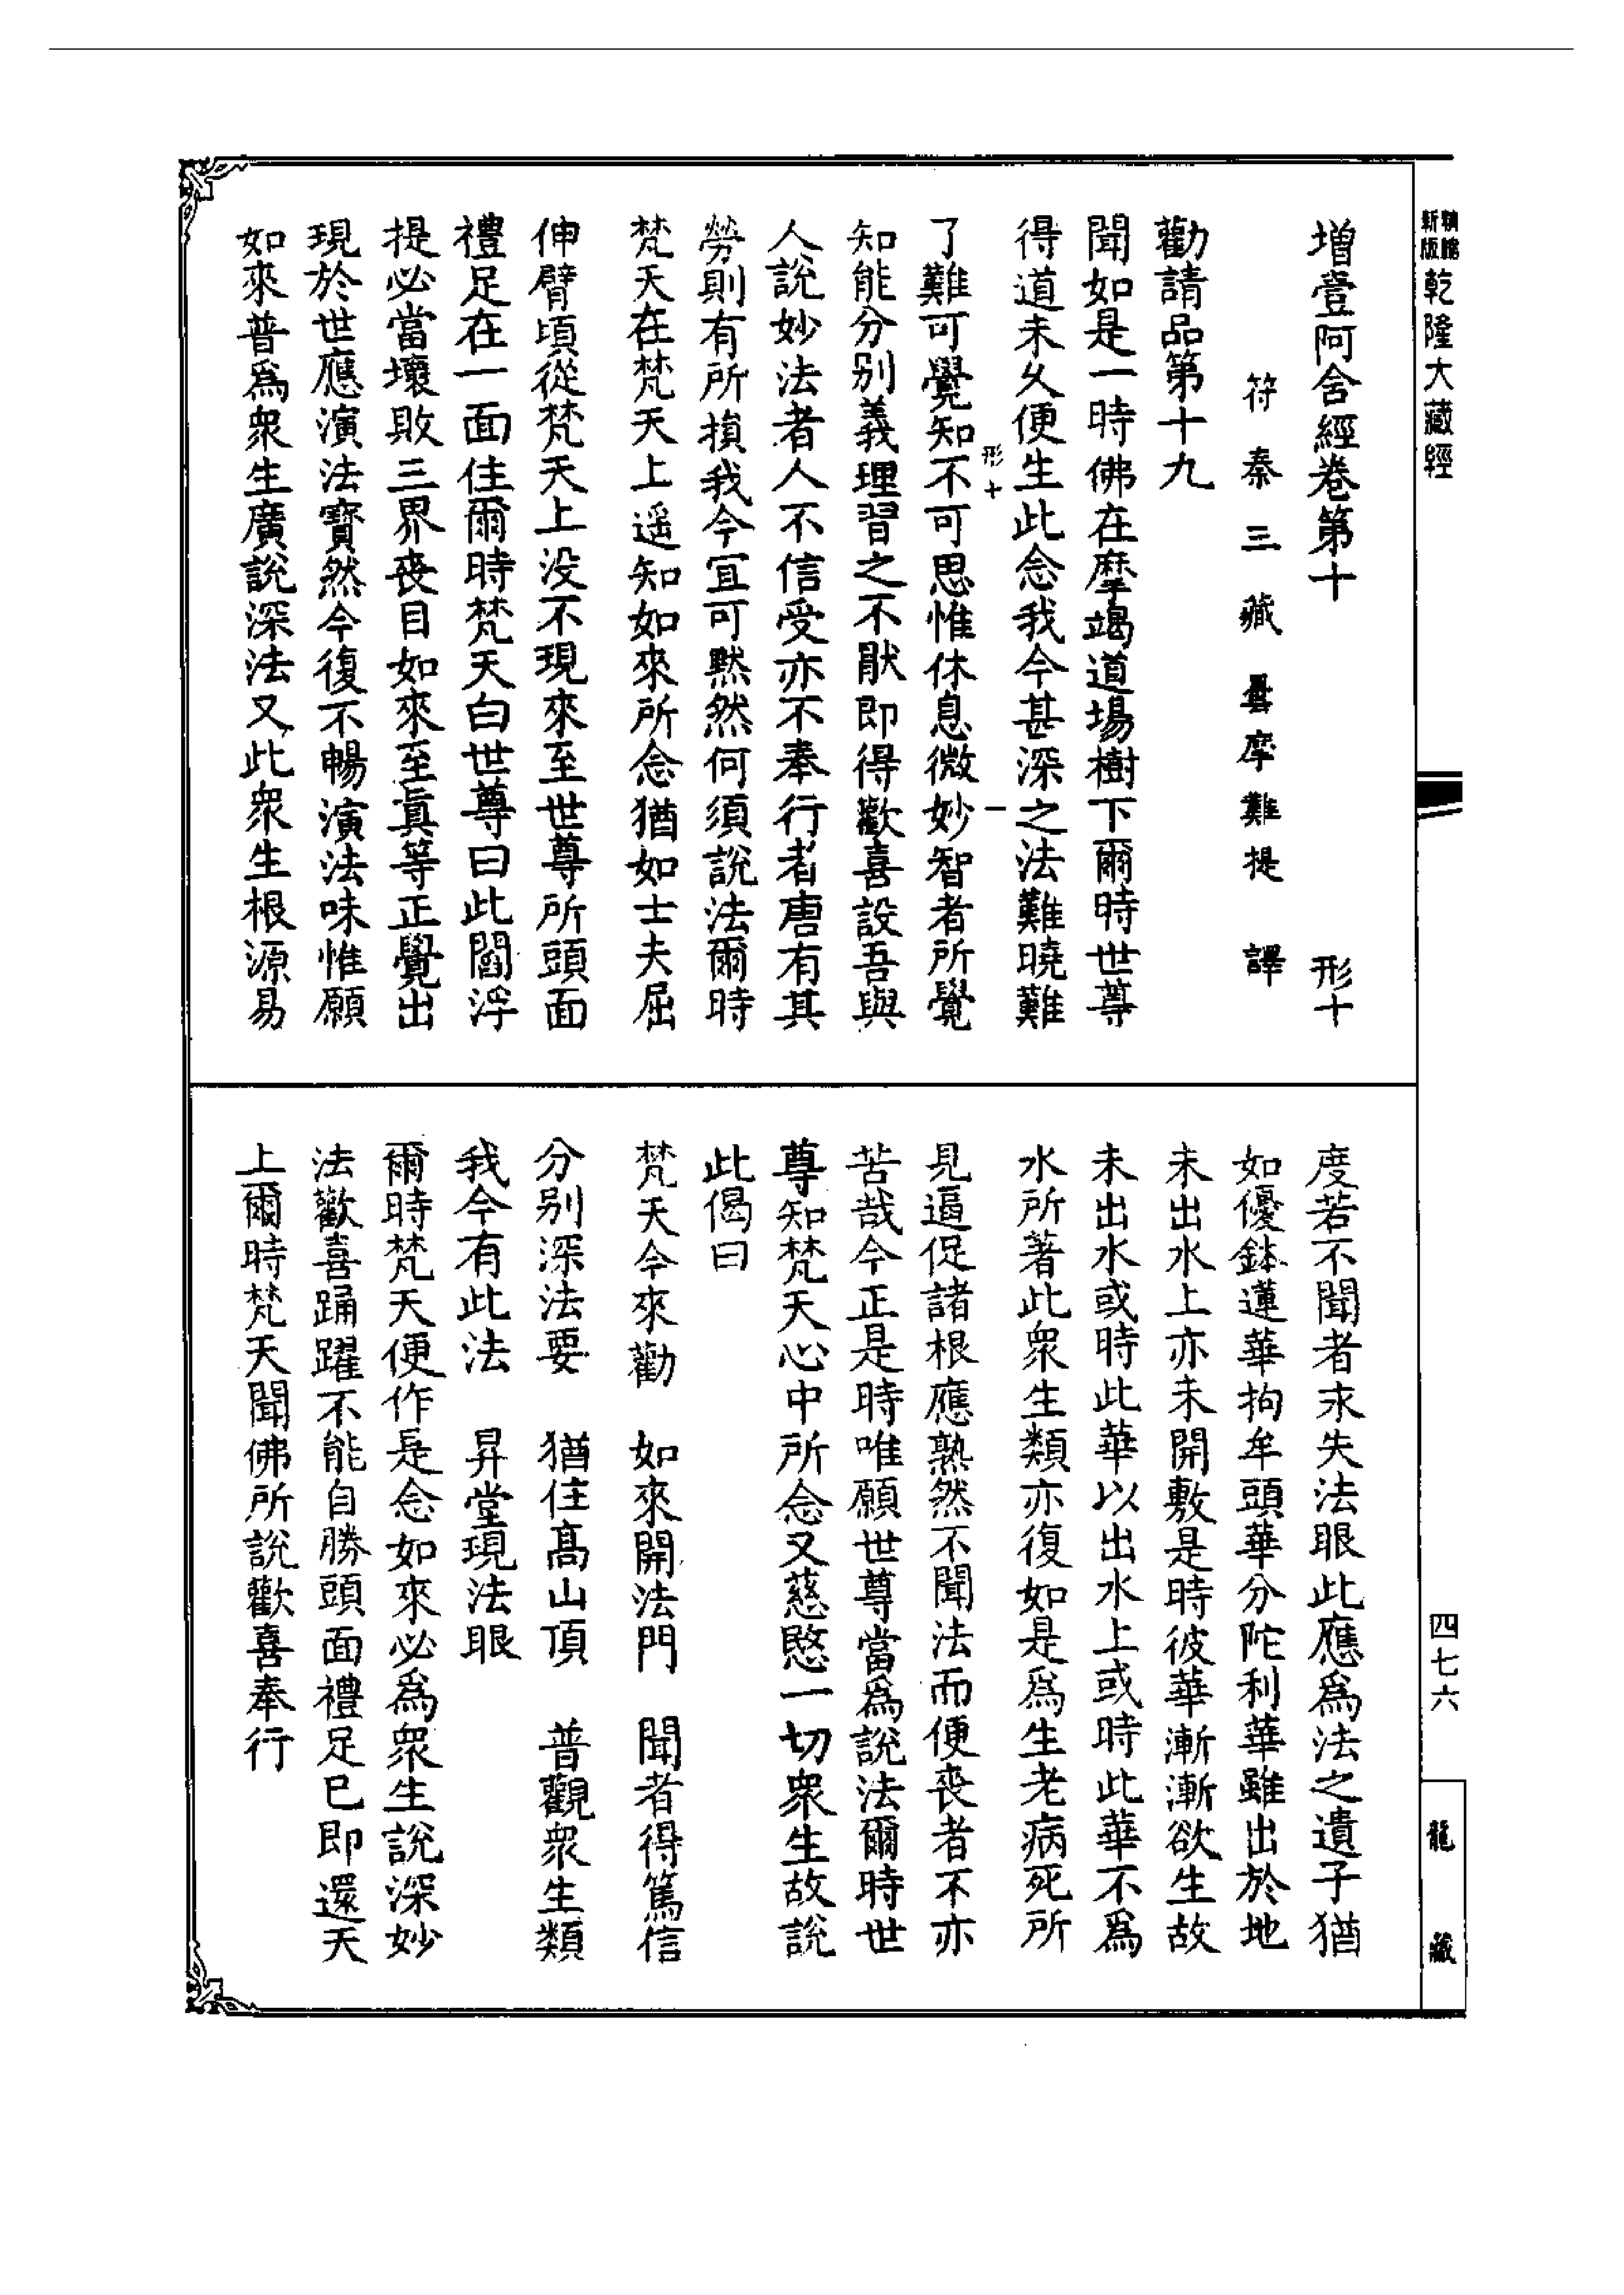 新版
精縮
乾隆大藏經
四七六
龍藏
增壹阿含經卷第十 形十
符秦三藏曇摩難提譯
勸請品第十九
聞如是一時佛在摩竭道場樹下爾時世尊
得道未久便生此念我今甚深之法難曉難
形十 一
了難可覺知不可思惟休息微妙智者所覺
知能分别義理習之不猒即得歡喜設吾與
人說妙法者人不信受亦不奉行者唐有其
勞則有所損我今宜可默然何須說法爾時
梵天在梵天上遥知如來所念猶如士夫屈
伸臂頃從梵天上没不現來至世尊所頭面
禮足在一面住爾時梵天白世尊曰此閻浮
提必當壞敗三界喪目如來至真等正覺出
現於世應演法寶然今復不暢演法味惟願
如來普爲衆生廣說深法又此衆生根源易
度若不聞者永失法眼此應爲法之遺子猶
如優鉢蓮華拘牟頭華分陀利華雖出於地
未出水上亦未開敷是時彼華漸漸欲生故
未出水或時此華以出水上或時此華不爲
水所著此衆生類亦復如是爲生老病死所
見逼促諸根應熟然不聞法而便喪者不亦
苦哉今正是時唯願世尊當爲說法爾時世
尊知梵天心中所念又慈愍一切衆生故說
此偈曰
梵天今來勸 如來開法門 聞者得篤信
分别深法要 猶住高山頂 普觀衆生類
我今有此法 昇堂現法眼
爾時梵天便作是念如來必爲衆生說深妙
法歡喜踊躍不能自勝頭面禮足已即還天
上爾時梵天聞佛所說歡喜奉行